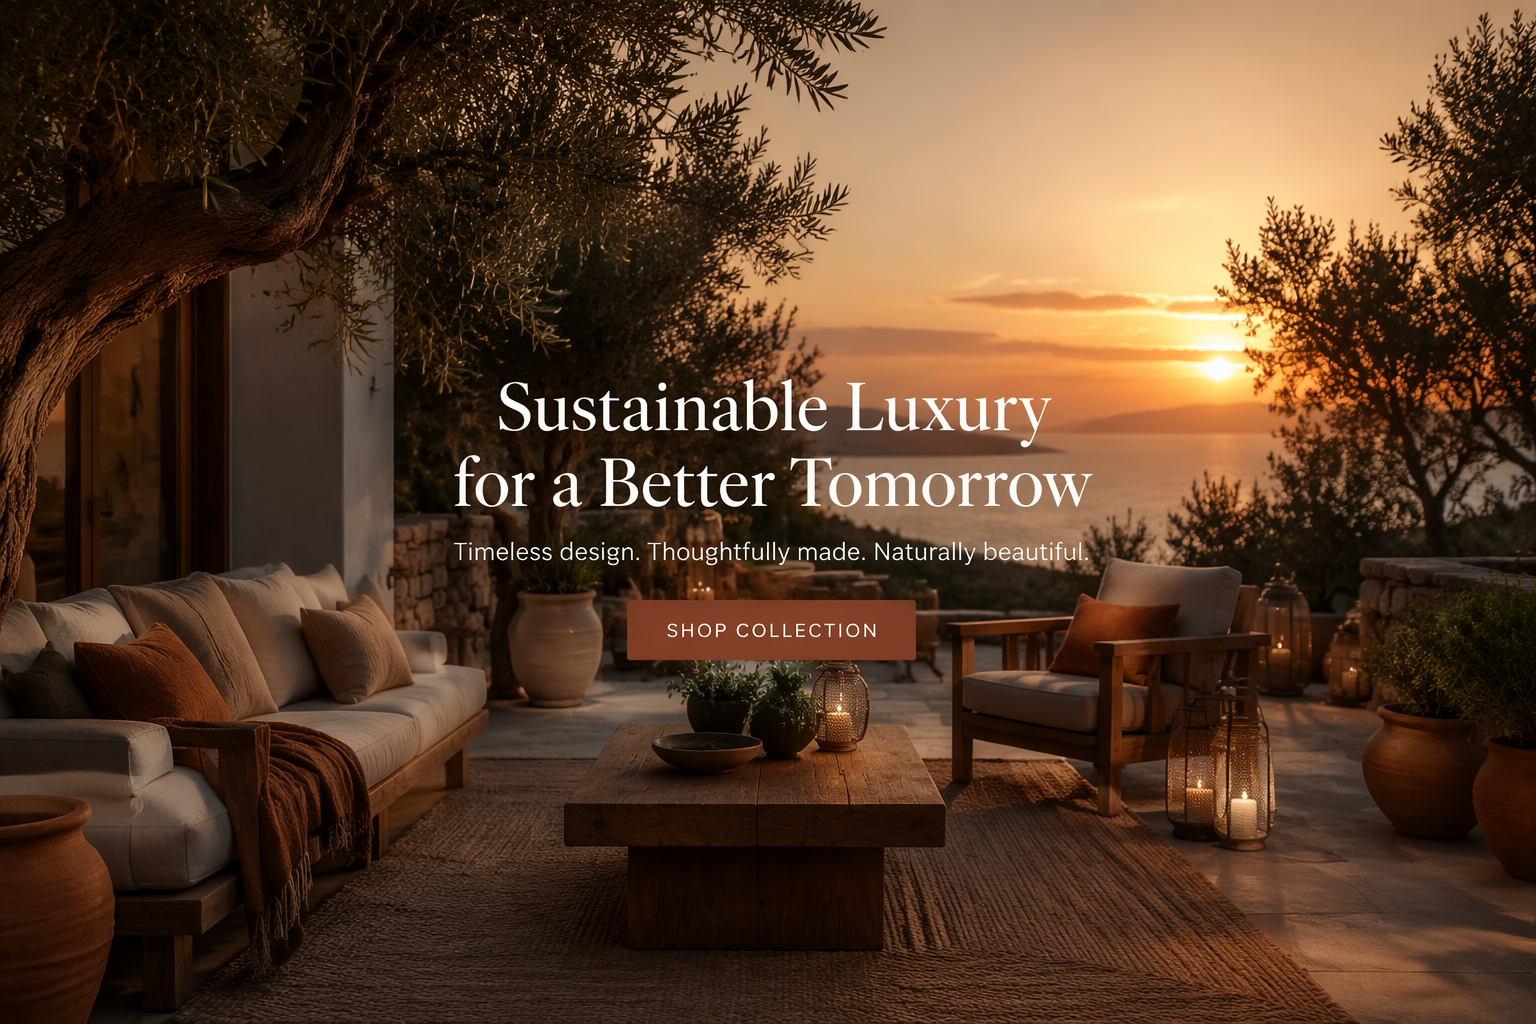 Sustainable Luxury
for a Better Tomorrow
Timeless design. Thoughtfully made. Naturally beautiful.
SHOP COLLECTION